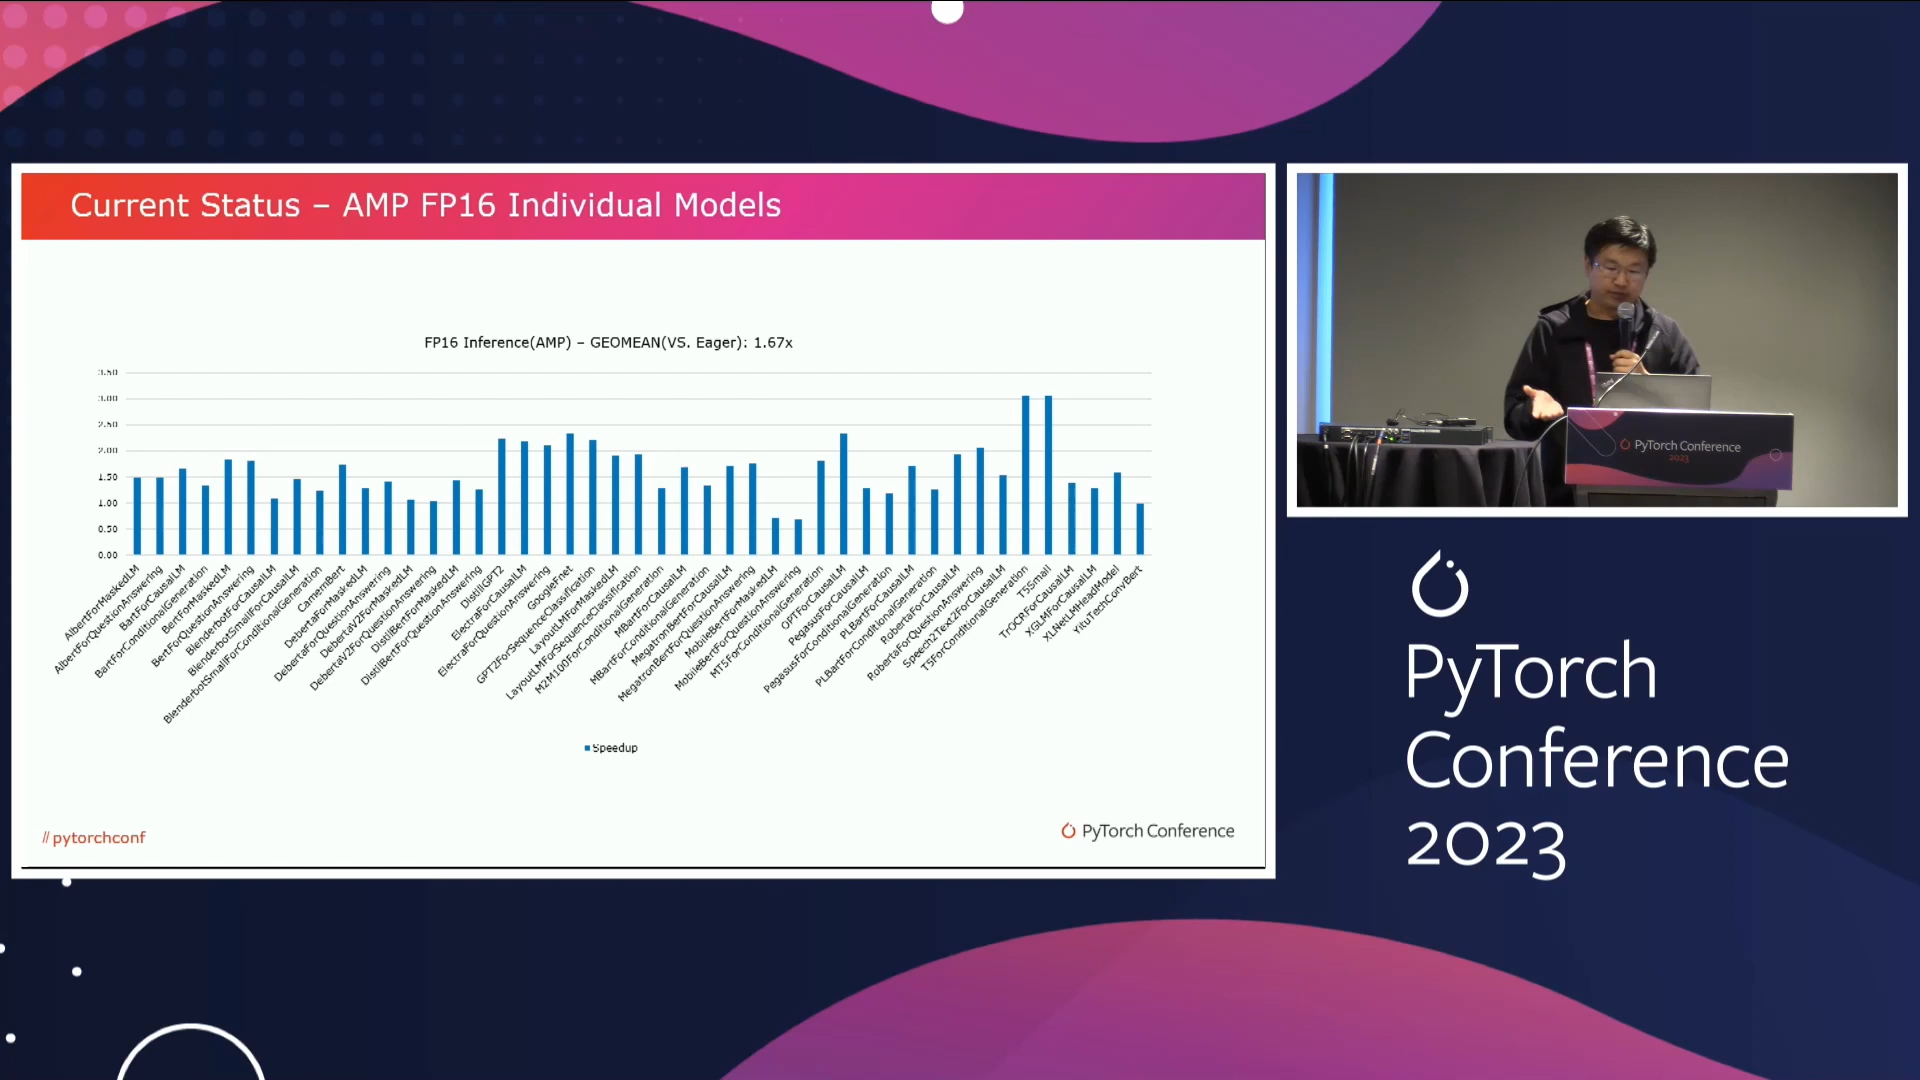 Current Status – AMP FP16 Individual Models
FP16 Inference(AMP) – GEOMEAN(VS. Eager): 1.67x
3.50
3.00
2.50
2.00
1.50
1.00
0.50
0.00
AlbertForMaskedLM
AlbertForQuestionAnswering
BartForCausalLM
BartForConditionalGeneration
BertForMaskedLM
BertForQuestionAnswering
BlenderbotForCausalLM
BlenderbotSmallForCausalLM
BlenderbotSmallForConditionalGeneration
CamemBert
DebertaForMaskedLM
DebertaForQuestionAnswering
DebertaV2ForMaskedLM
DebertaV2ForQuestionAnswering
DistilBertForMaskedLM
DistilBertForQuestionAnswering
DistillGPT2
ElectraForCausalLM
ElectraForQuestionAnswering
GoogleFnet
GPT2ForSequenceClassification
LayoutLMForMaskedLM
LayoutLMForSequenceClassification
M2M100ForConditionalGeneration
MBartForCausalLM
MBartForConditionalGeneration
MegatronBertForCausalLM
MegatronBertForQuestionAnswering
MobileBertForMaskedLM
MobileBertForQuestionAnswering
MT5ForConditionalGeneration
OPTForCausalLM
PegasusForCausalLM
PegasusForConditionalGeneration
PLBartForCausalLM
PLBartForConditionalGeneration
RobertaForCausalLM
RobertaForQuestionAnswering
Speech2Text2ForCausalLM
T5ForConditionalGeneration
T5Small
TrOCRForCausalLM
XGLMForCausalLM
XLNetLMHeadModel
YituTechConvBert
Speedup
// pytorchconf
PyTorch Conference
PyTorch Conference
2023
PyTorch
Conference
2023